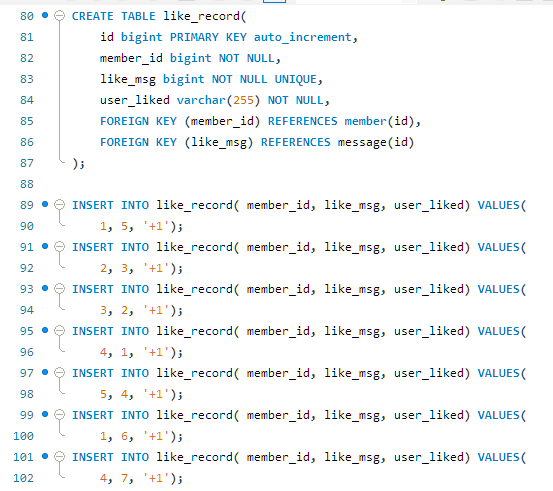 80 CREATE TABLE like_record(
81 id bigint PRIMARY KEY auto_increment,
82 member_id bigint NOT NULL,
83 like_msg bigint NOT NULL UNIQUE,
84 user_liked varchar(255) NOT NULL,
85 FOREIGN KEY (member_id) REFERENCES member(id),
86 FOREIGN KEY (like_msg) REFERENCES message(id)
87 );
88
89 INSERT INTO like_record( member_id, like_msg, user_liked) VALUES(
90 1, 5, '+1');
91 INSERT INTO like_record( member_id, like_msg, user_liked) VALUES(
92 2, 3, '+1');
93 INSERT INTO like_record( member_id, like_msg, user_liked) VALUES(
94 3, 2, '+1');
95 INSERT INTO like_record( member_id, like_msg, user_liked) VALUES(
96 4, 1, '+1');
97 INSERT INTO like_record( member_id, like_msg, user_liked) VALUES(
98 5, 4, '+1');
99 INSERT INTO like_record( member_id, like_msg, user_liked) VALUES(
100 1, 6, '+1');
101 INSERT INTO like_record( member_id, like_msg, user_liked) VALUES(
102 4, 7, '+1');